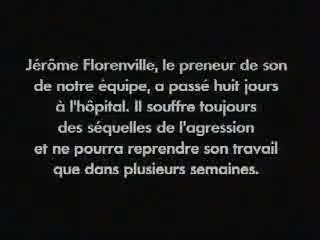 Jérôme Florenville, le preneur de son
de notre équipe, a passé huit jours
à l'hôpital. Il souffre toujours
des séquelles de l'agression
et ne pourra reprendre son travail
que dans plusieurs semaines.